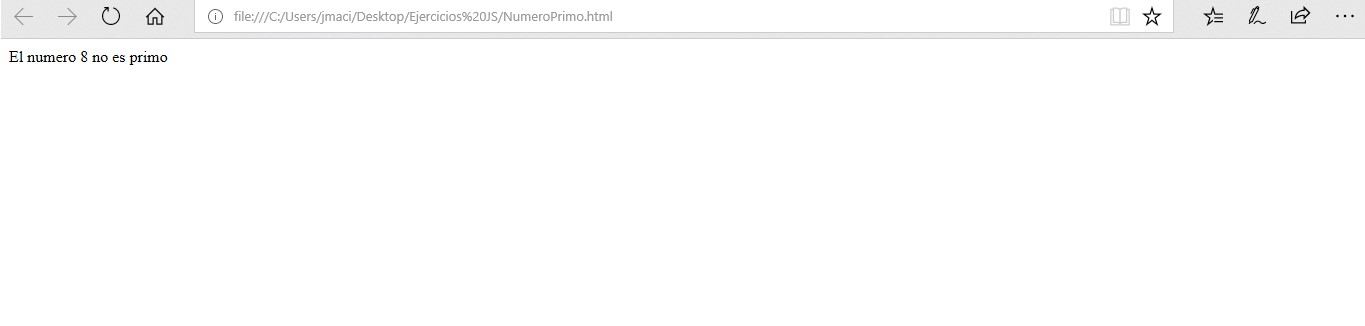 file:///C:/Users/jmaci/Desktop/Ejercicios%20JS/NumeroPrimo.html
El numero 8 no es primo